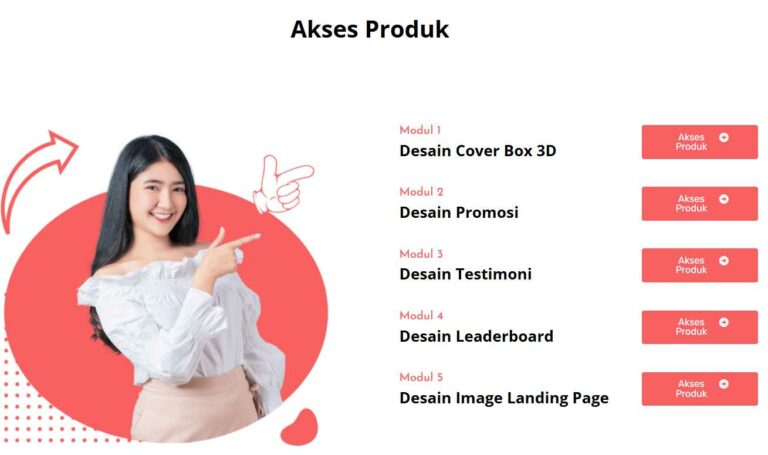 Akses Produk
Modul 1
Desain Cover Box 3D
Akses
Produk
Modul 2
Desain Promosi
Akses
Produk
Modul 3
Desain Testimoni
Akses
Produk
Modul 4
Desain Leaderboard
Akses
Produk
Modul 5
Desain Image Landing Page
Akses
Produk